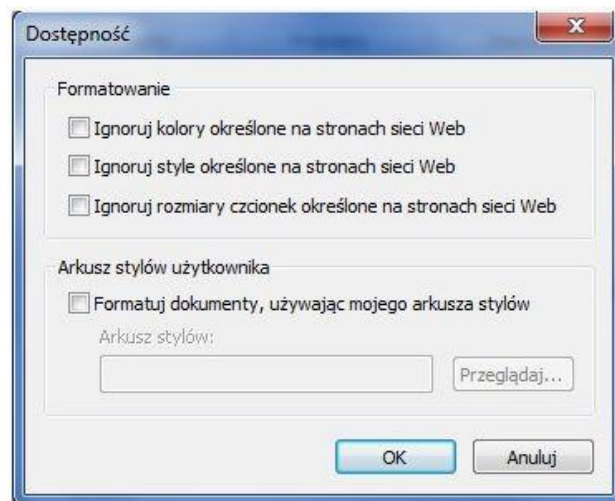 Dostępność
Formatowanie
Ignoruj kolory określone na stronach sieci Web
Ignoruj style określone na stronach sieci Web
Ignoruj rozmiary czcionek określone na stronach sieci Web
Arkusz stylów użytkownika
Formatuj dokumenty, używając mojego arkusza stylów
Arkusz stylów:
Przeglądaj...
OK Anuluj